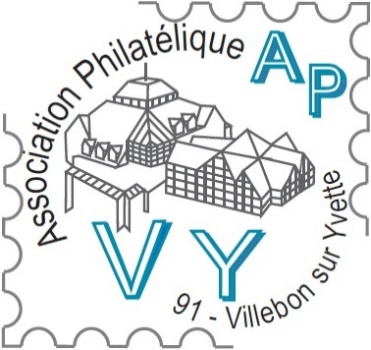 Association Philatélique
AP
VY
91 - Villebon sur Yvette